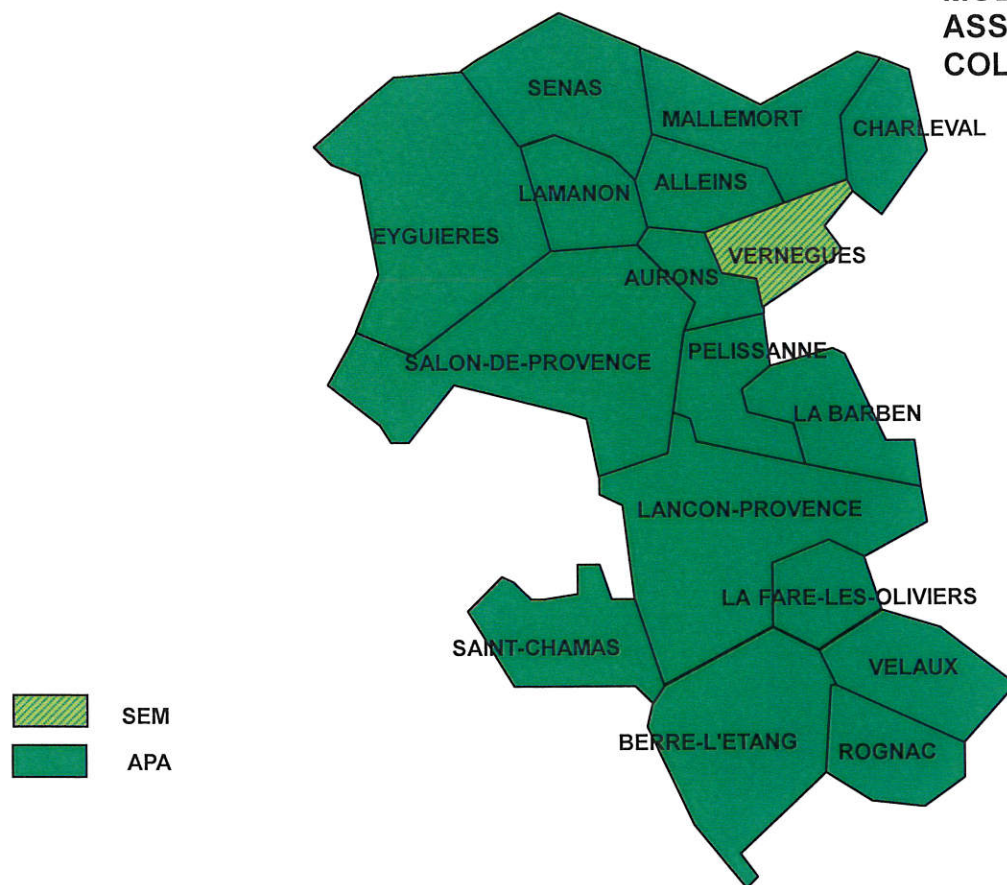 ASS
COL
SENAS
MALLEMORT
CHARLEVAL
LAMANON
ALLEINS
EYGUIERES
VERNEGUES
AURONS
PELISSANNE
SALON-DE-PROVENCE
LA BARBEN
LANCON-PROVENCE
LA FARE-LES-OLIVIERS
SAINT-CHAMAS
VELAUX
SEM
BERRE-L'ETANG
ROGNAC
APA